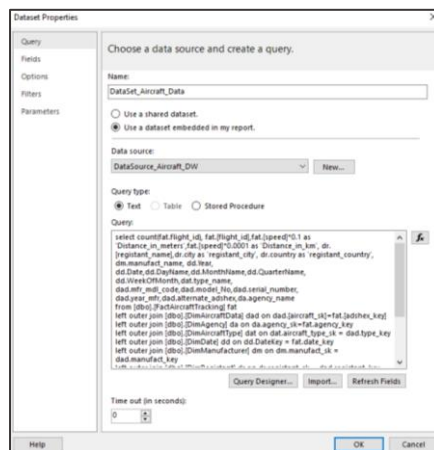 Dataset Properties
Query
Fields
Options
Filters
Parameters
Choose a data source and create a query.
Name:
DataSet_Aircraft_Data
Use a shared dataset.
Use a dataset embedded in my report.
Data source:
DataSource_Aircraft_DW
New...
Query type:
Text Table Stored Procedure
Query:
select count(fat.flight_id), fat.[flight_id],fat.[speed]*0.1 as
'Distance_in_meters',fat.[speed]*0.0001 as 'Distance_in_km', dr.
[registant_name],dr.city as 'registant_city', dr.country as 'registant_country',
dm.manufact_name, dd.Year,
dd.Date,dd.DayName,dd.MonthName,dd.QuarterName,
dd.WeekOfMonth,dat.type_name,
dad.mfr_mdl_code,dad.model_No,dad.serial_number,
dad.year_mfr,dad.alternate_adshex,da.agency_name
from [dbo].[FactAircraftTracking] fat
left outer join [dbo].[DimAircraftData] dad on dad.[aircraft_sk]=fat.[adshex_key]
left outer join [dbo].[DimAgency] da on da.agency_sk=fat.agency_key
left outer join [dbo].[DimAircraftType] dat on dat.aircraft_type_sk = dad.type_key
left outer join [dbo].[DimDate] dd on dd.DateKey = fat.date_key
left outer join [dbo].[DimManufacturer] dm on dm.manufact_sk =
dad.manufact_key
fx
Query Designer... Import... Refresh Fields
Time out (in seconds):
0
Help OK Cancel